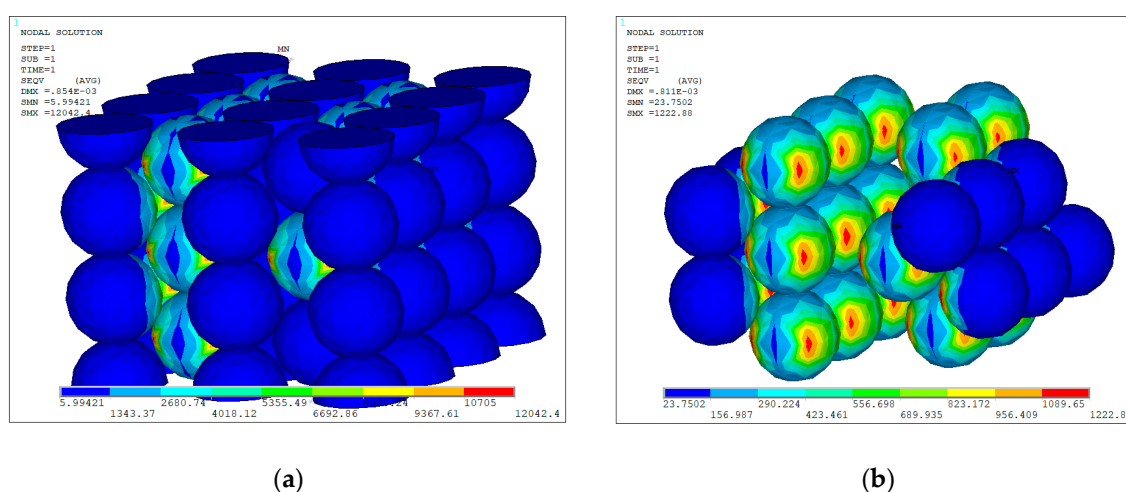 1
NODAL SOLUTION
STEP=1
SUB =1
TIME=1
SEQV (AVG)
DMX =.854E-03
SMN =5.99421
SMX =12042.4
MN
5.99421 2680.74 5355.49 10705
1343.37 4018.12 6692.86 9367.61 12042.4
(a)
1
NODAL SOLUTION
STEP=1
SUB =1
TIME=1
SEQV (AVG)
DMX =.811E-03
SMN =23.7502
SMX =1222.88
23.7502 290.224 556.698 823.172 1089.65
156.987 423.461 689.935 956.409 1222.8
(b)